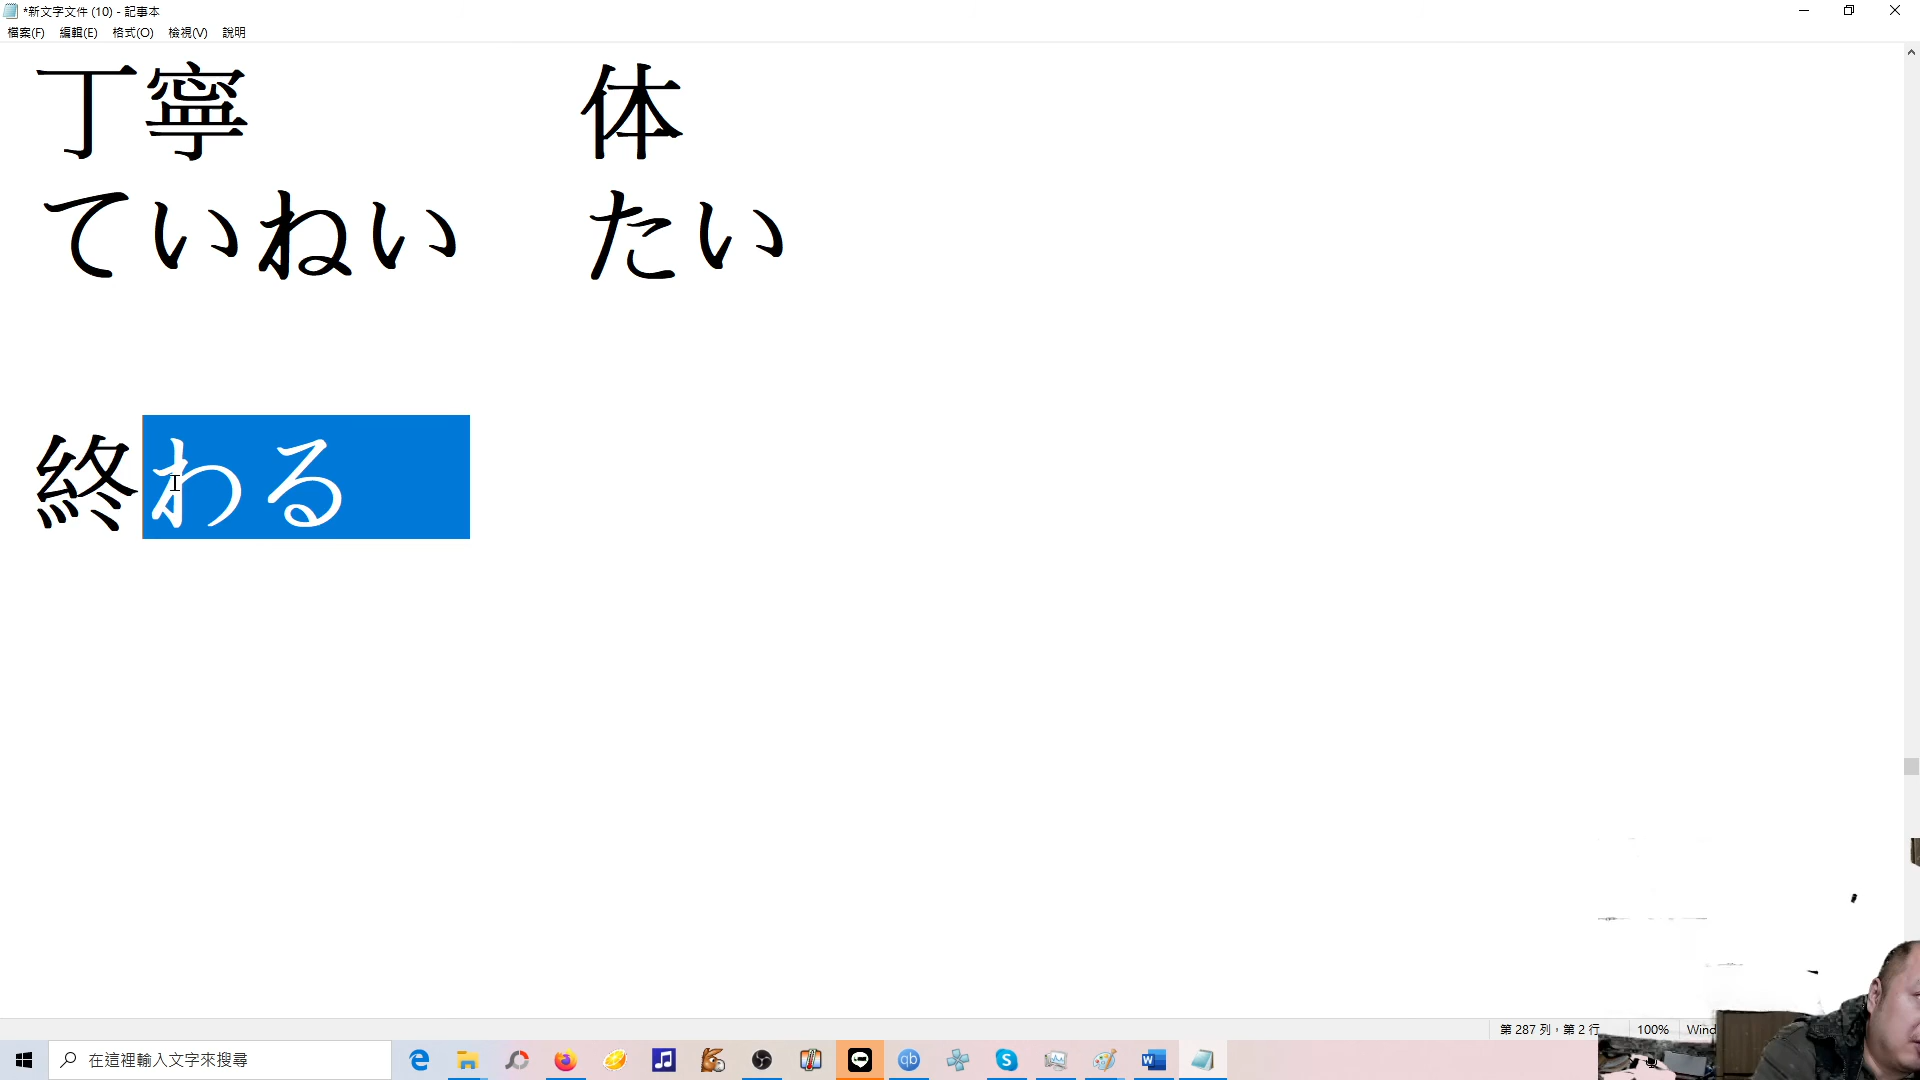 *新文字文件 (10) - 記事本
檔案(F) 編輯(E) 格式(O) 檢視(V) 說明
丁寧 体
ていねい たい
終わる
第 287 列，第 2 行 100% Wind
在這裡輸入文字來搜尋